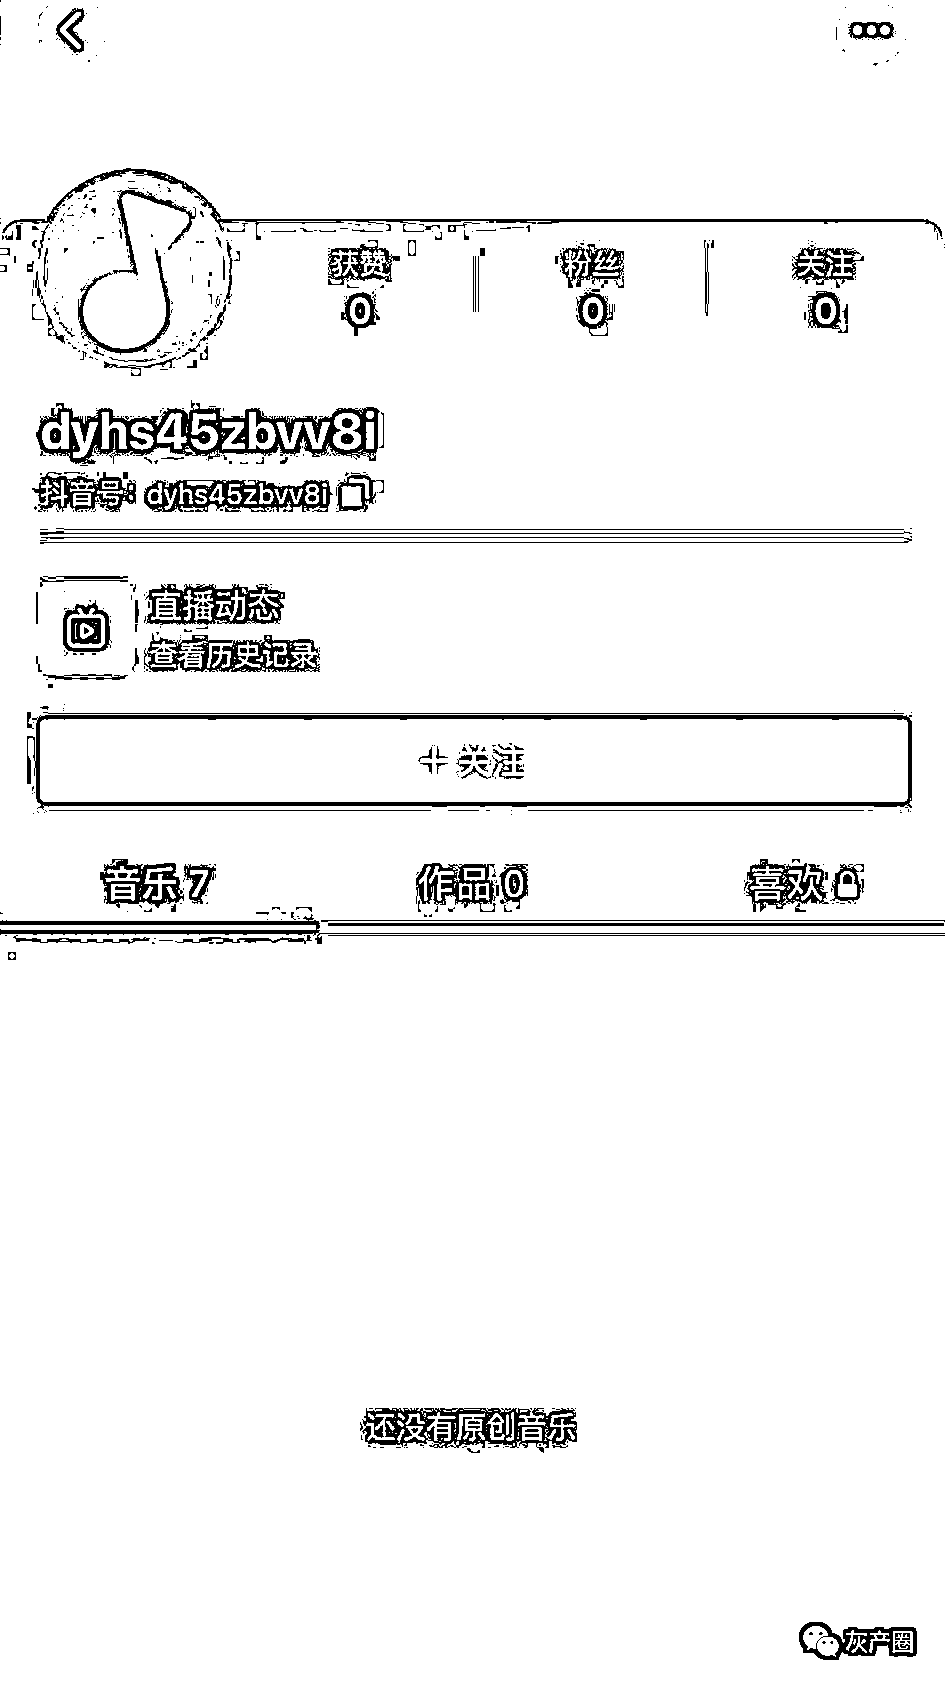 获赞 粉丝 关注
0 0 0
dyhs45zbvv8i
抖音号: dyhs45zbvv8i
直播动态
查看历史记录
+ 关注
音乐 7 作品 0 喜欢
还没有原创音乐
灰产圈